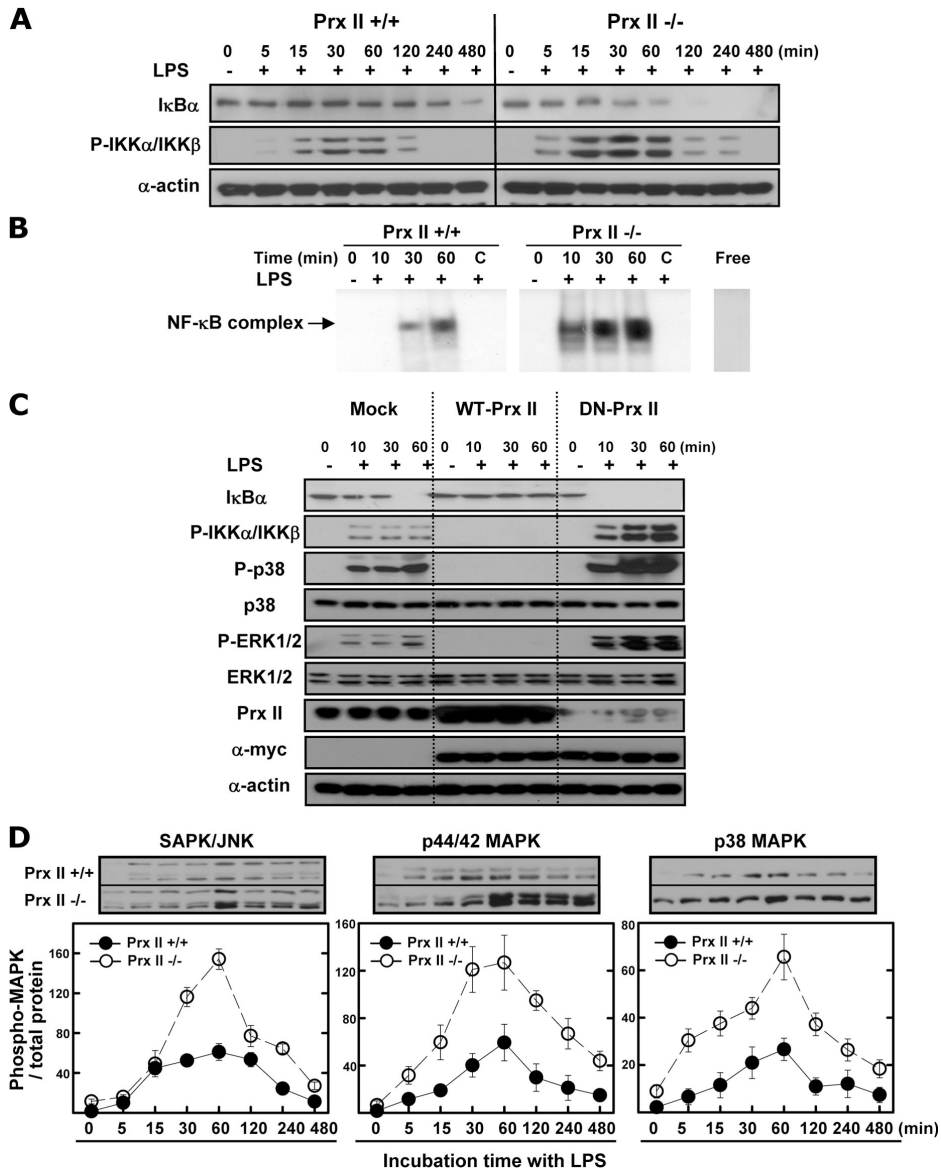 A
Prx II +/+ Prx II -/-
0 5 15 30 60 120 240 480 0 5 15 30 60 120 240 480 (min)
LPS - + + + + + + + - + + + + + + +
IκBα
P-IKKα/IKKβ
α-actin
B
Prx II +/+ Prx II -/-
Time (min) 0 10 30 60 C 0 10 30 60 C Free
LPS - + + + + - + + + +
NF-κB complex
C
Mock WT-Prx II DN-Prx II
0 10 30 60 0 10 30 60 0 10 30 60 (min)
LPS - + + + - + + + - + + +
IκBα
P-IKKα/IKKβ
P-p38
p38
P-ERK1/2
ERK1/2
Prx II
α-myc
α-actin
D
SAPK/JNK p44/42 MAPK p38 MAPK
Prx II +/+
Prx II -/-
Phospho-MAPK
/ total protein
160
120
80
40
Prx II +/+
Prx II -/-
0 5 15 30 60 120 240 480
160
120
80
40
Prx II +/+
Prx II -/-
0 5 15 30 60 120 240 480
80
60
40
20
Prx II +/+
Prx II -/-
0 5 15 30 60 120 240 480 (min)
Incubation time with LPS